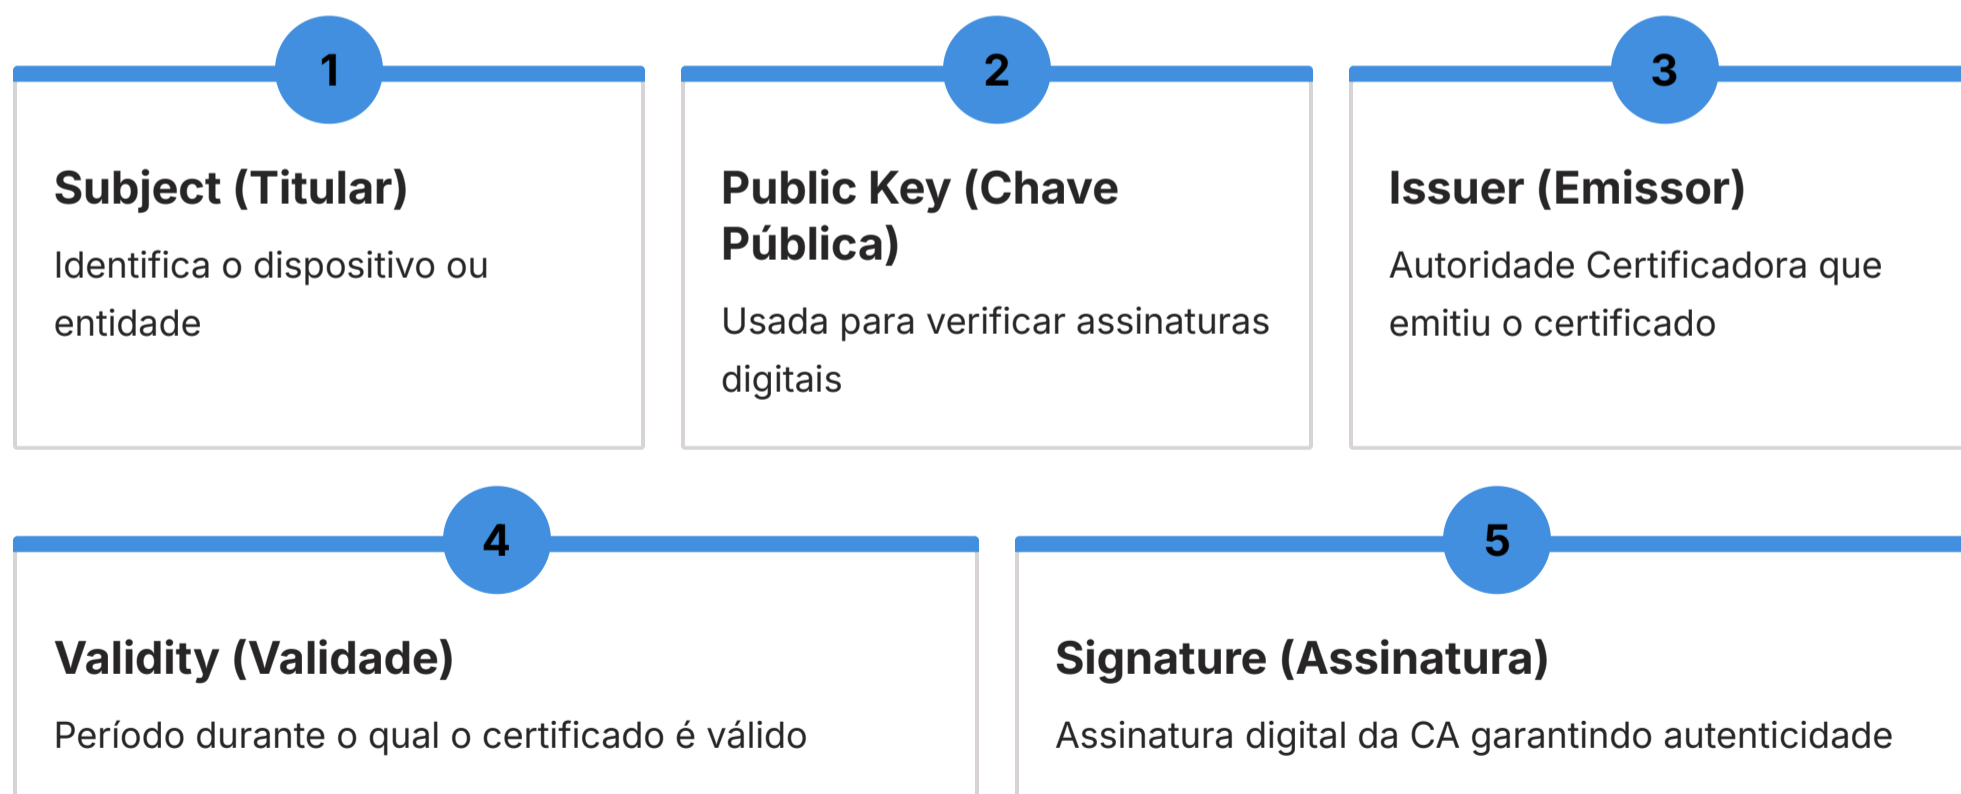 1
Subject (Titular)
Identifica o dispositivo ou
entidade
2
Public Key (Chave
Pública)
Usada para verificar assinaturas
digitais
3
Issuer (Emissor)
Autoridade Certificadora que
emitiu o certificado
4
Validity (Validade)
Período durante o qual o certificado é válido
5
Signature (Assinatura)
Assinatura digital da CA garantindo autenticidade